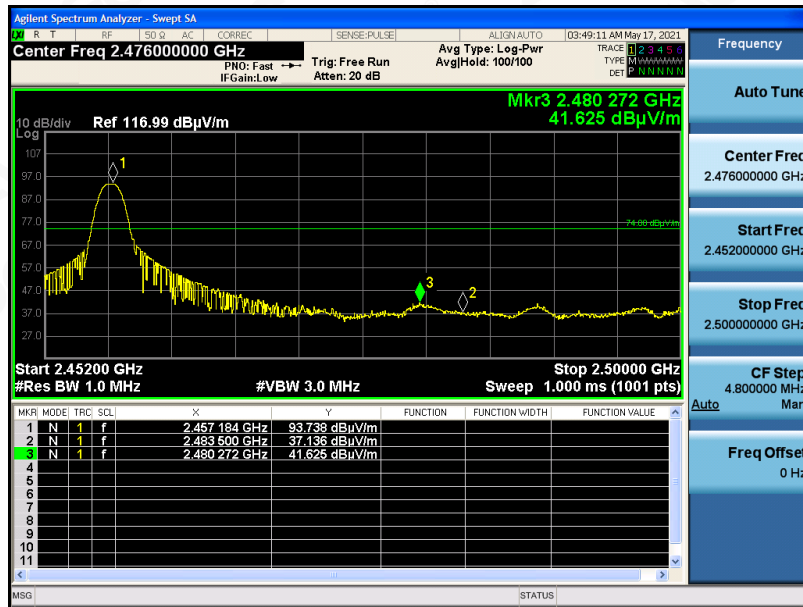 Agilent Spectrum Analyzer - Swept SA
LXI R T RF 50 Ω AC CORREC SENSE:PULSE ALIGN AUTO 03:49:11 AM May 17, 2021
Center Freq 2.476000000 GHz
PNO: Fast
IFGain:Low
Trig: Free Run
Atten: 20 dB
Avg Type: Log-Pwr
Avg|Hold: 100/100
TRACE 1 2 3 4 5 6
TYPE M
DET P N N N N N
Mkr3 2.480 272 GHz
41.625 dBµV/m
10 dB/div Ref 116.99 dBµV/m
Log
107
97.0
87.0
77.0
67.0
57.0
47.0
37.0
27.0
1
74.00 dBµV/m
3
2
Start 2.45200 GHz Stop 2.50000 GHz
#Res BW 1.0 MHz #VBW 3.0 MHz Sweep 1.000 ms (1001 pts)
MKR MODE TRC SCL X Y FUNCTION FUNCTION WIDTH FUNCTION VALUE
1 N 1 f 2.457 184 GHz 93.738 dBµV/m
2 N 1 f 2.483 500 GHz 37.136 dBµV/m
3 N 1 f 2.480 272 GHz 41.625 dBµV/m
4
5
6
7
8
9
10
11
MSG STATUS
Frequency
Auto Tune
Center Freq
2.476000000 GHz
Start Freq
2.452000000 GHz
Stop Freq
2.500000000 GHz
CF Step
4.800000 MHz
Auto Man
Freq Offset
0 Hz